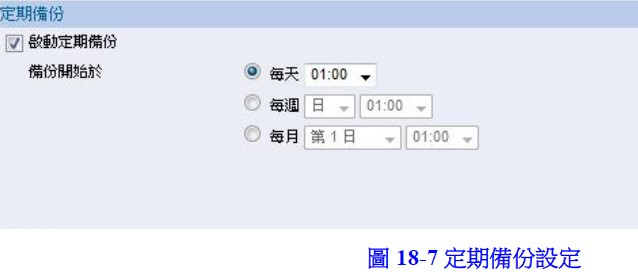 定期備份
啟動定期備份
備份開始於 每天 01:00
每週 日 01:00
每月 第 1 日 01:00
圖 18-7 定期備份設定